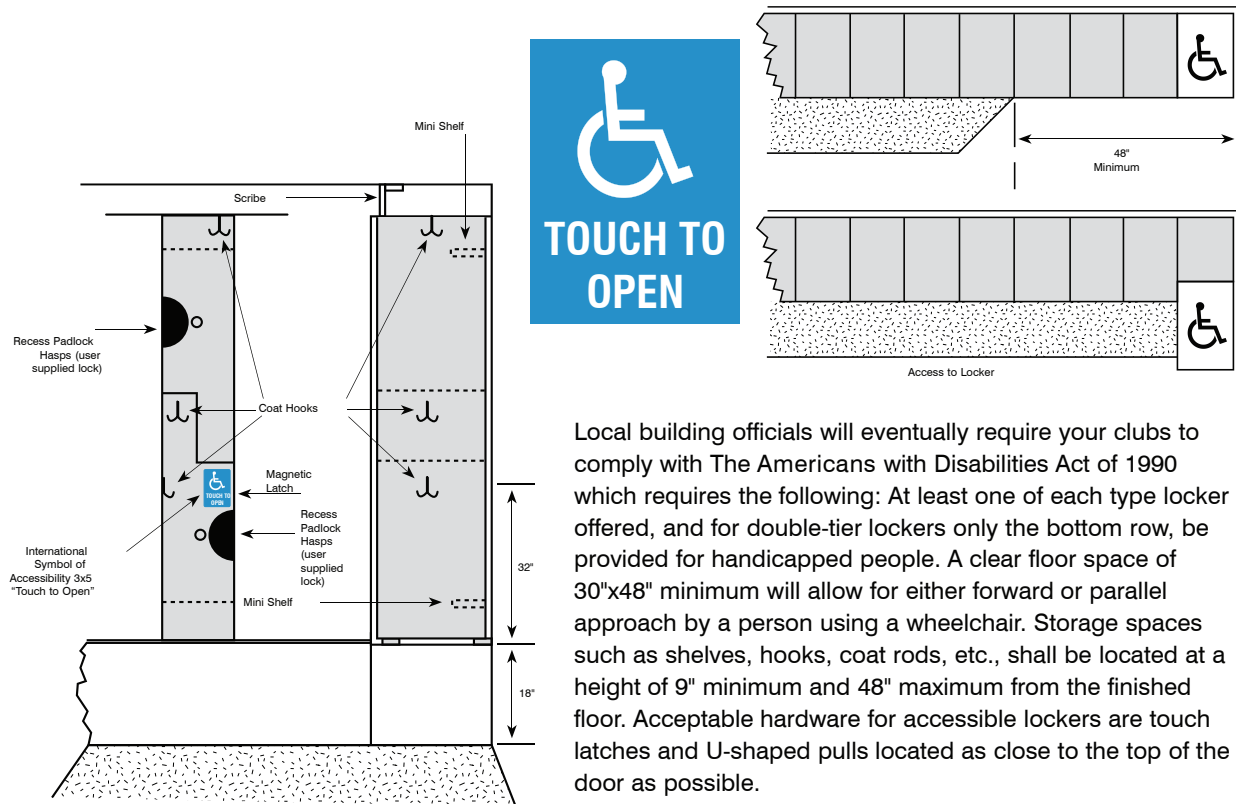 Mini Shelf
Scribe
Recess Padlock
Hasps (user
supplied lock)
Coat Hooks
Magnetic
Latch
TOUCH TO
OPEN
Recess
Padlock
Hasps
(user
supplied
lock)
International
Symbol of
Accessibility 3x5
"Touch to Open"
Mini Shelf
32"
18"
TOUCH TO
OPEN
48"
Minimum
Access to Locker
Local building officials will eventually require your clubs to
comply with The Americans with Disabilities Act of 1990
which requires the following: At least one of each type locker
offered, and for double-tier lockers only the bottom row, be
provided for handicapped people. A clear floor space of
30"x48" minimum will allow for either forward or parallel
approach by a person using a wheelchair. Storage spaces
such as shelves, hooks, coat rods, etc., shall be located at a
height of 9" minimum and 48" maximum from the finished
floor. Acceptable hardware for accessible lockers are touch
latches and U-shaped pulls located as close to the top of the
door as possible.